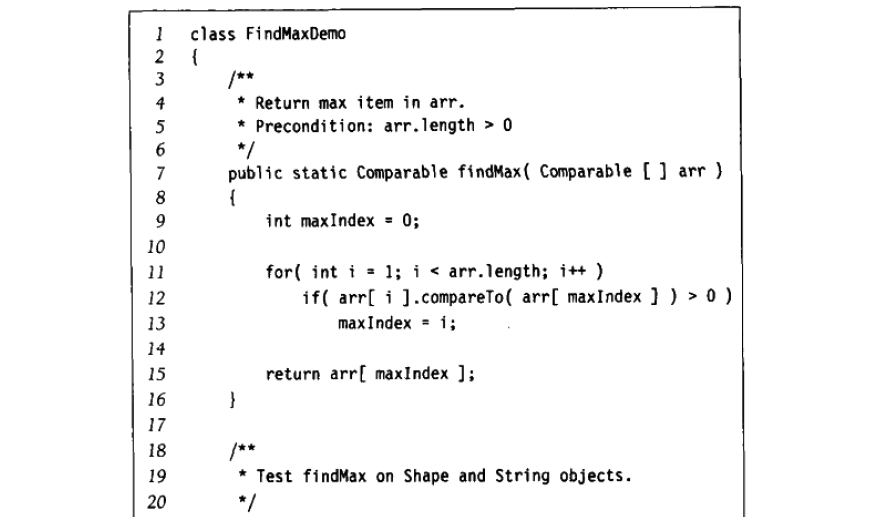 1 class FindMaxDemo
2 {
3 /**
4 * Return max item in arr.
5 * Precondition: arr.length > 0
6 */
7 public static Comparable findMax( Comparable [ ] arr )
8 {
9 int maxIndex = 0;
10
11 for( int i = 1; i < arr.length; i++ )
12 if( arr[ i ].compareTo( arr[ maxIndex ] ) > 0 )
13 maxIndex = i;
14
15 return arr[ maxIndex ];
16 }
17
18 /**
19 * Test findMax on Shape and String objects.
20 */